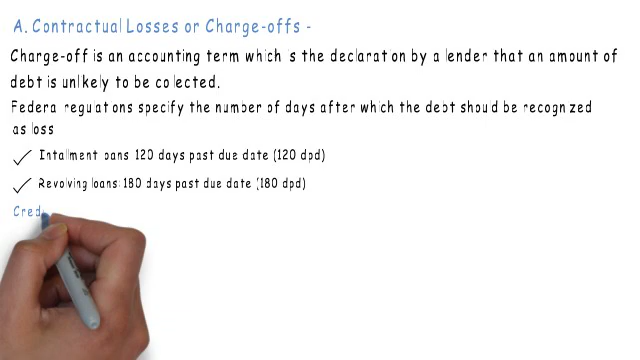 A. Contractual Losses or Charge-offs -
Charge-off is an accounting term which is the declaration by a lender that an amount of
debt is unlikely to be collected.
Federal regulations specify the number of days after which the debt should be recognized
as loss
Intallment loans 120 days past due date (120 dpd)
Revolving loans: 180 days past due date (180 dpd)
Cred